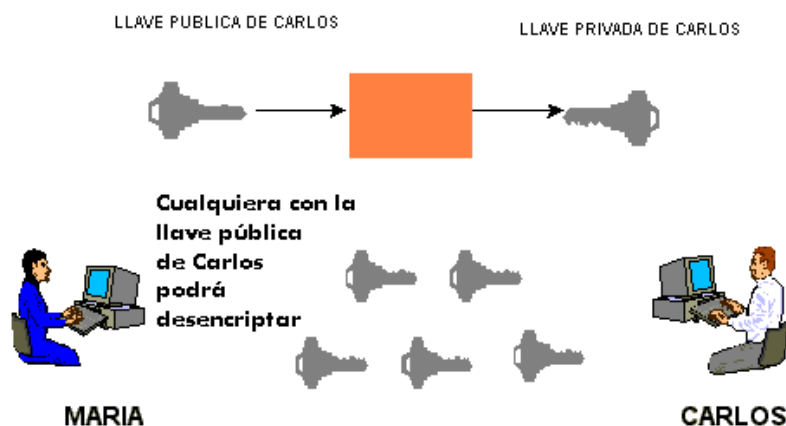 LLAVE PUBLICA DE CARLOS
LLAVE PRIVADA DE CARLOS
Cualquiera con la
llave pública
de Carlos
podrá
desencriptar
MARIA
CARLOS